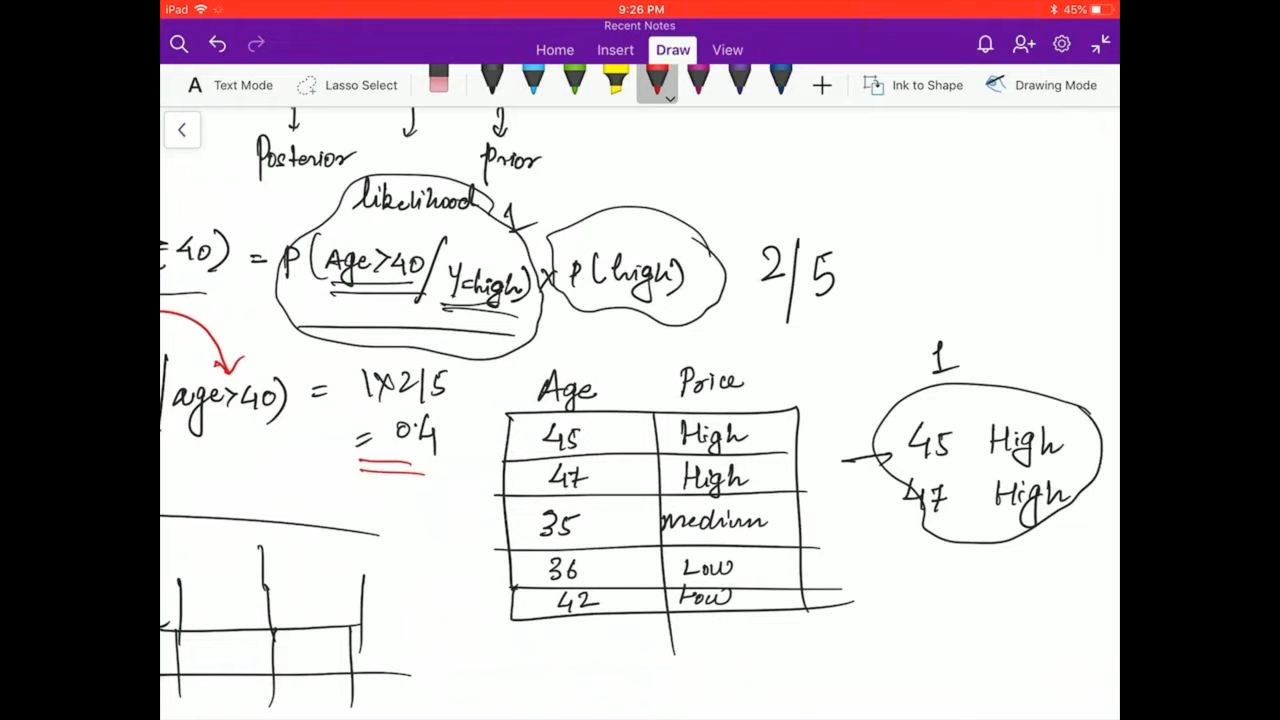 iPad 9:26 PM 45%
Recent Notes
Home Insert Draw View
A Text Mode Lasso Select Ink to Shape Drawing Mode
Posterior Prior
likelihood 1
40) = P(Age>40/Y=high) x P(high) 2/5
/age>40) = 1x2/5
= 0.4
Age Price
45 High
47 High
35 medium
36 Low
42 Low
1
45 High
47 High